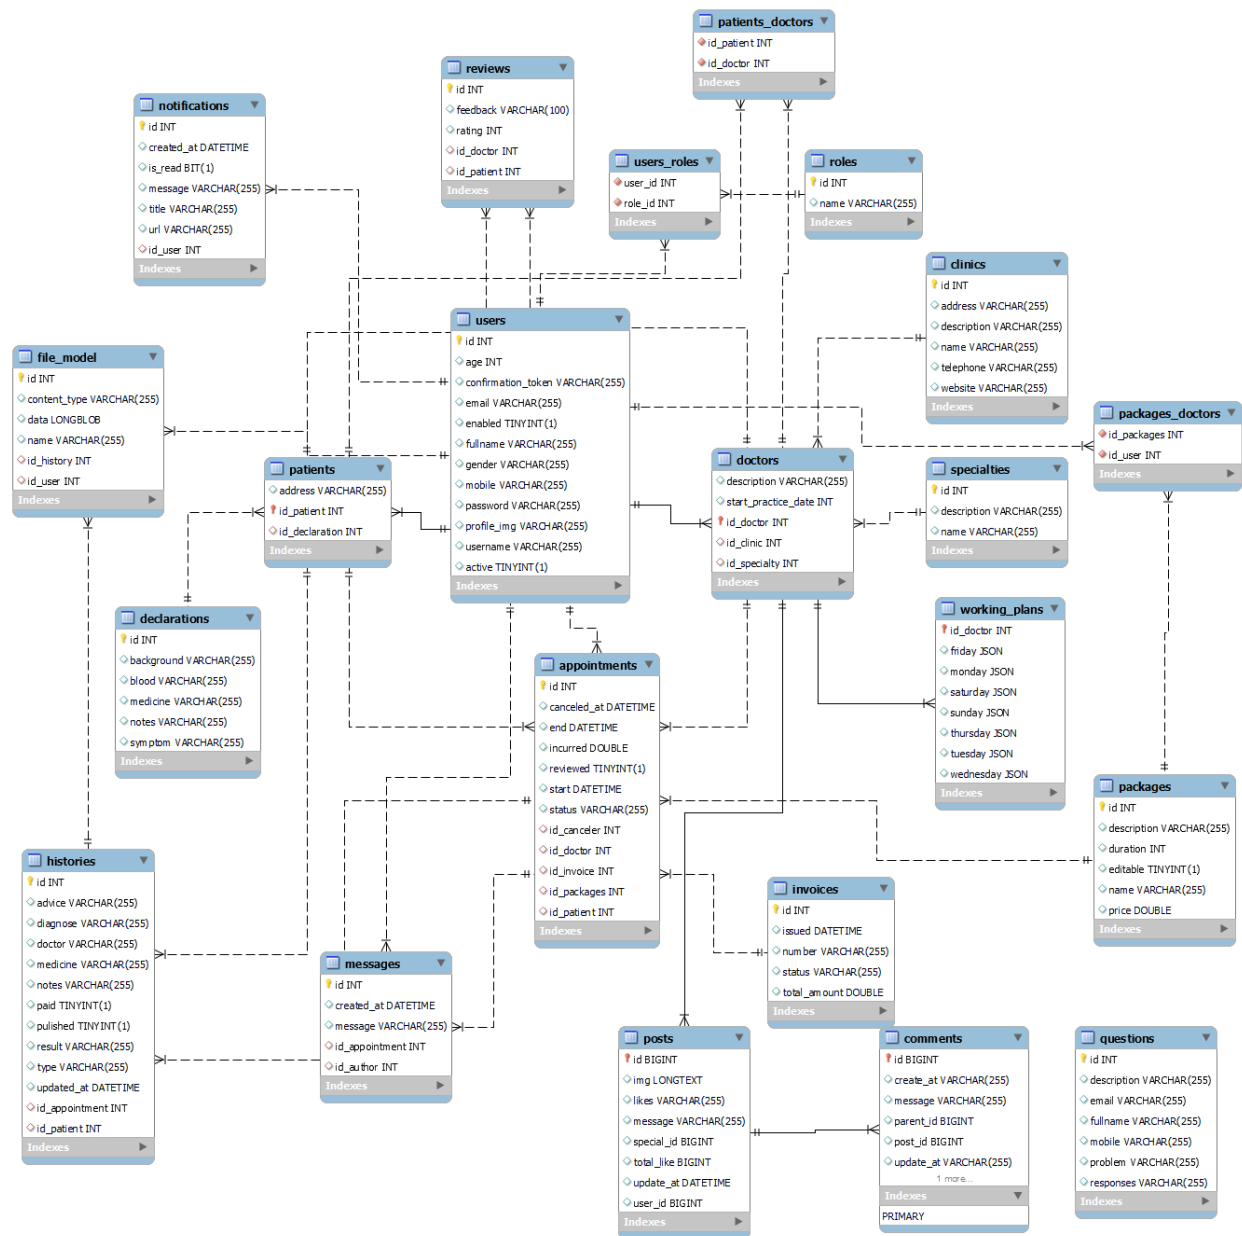 patients_doctors
id_patient INT
id_doctor INT
Indexes
reviews
id INT
feedback VARCHAR(100)
rating INT
id_doctor INT
id_patient INT
Indexes
notifications
id INT
created_at DATETIME
is_read BIT(1)
message VARCHAR(255)
title VARCHAR(255)
url VARCHAR(255)
id_user INT
Indexes
users_roles
user_id INT
role_id INT
Indexes
roles
id INT
name VARCHAR(255)
Indexes
clinics
id INT
address VARCHAR(255)
description VARCHAR(255)
name VARCHAR(255)
telephone VARCHAR(255)
website VARCHAR(255)
Indexes
users
id INT
age INT
confirmation_token VARCHAR(255)
email VARCHAR(255)
enabled TINYINT(1)
fullname VARCHAR(255)
gender VARCHAR(255)
mobile VARCHAR(255)
password VARCHAR(255)
profile_img VARCHAR(255)
username VARCHAR(255)
active TINYINT(1)
Indexes
file_model
id INT
content_type VARCHAR(255)
data LONGBLOB
name VARCHAR(255)
id_history INT
id_user INT
Indexes
packages_doctors
id_packages INT
id_user INT
Indexes
patients
address VARCHAR(255)
id_patient INT
id_declaration INT
Indexes
doctors
description VARCHAR(255)
start_practice_date INT
id_doctor INT
id_clinic INT
id_specialty INT
Indexes
specialties
id INT
description VARCHAR(255)
name VARCHAR(255)
Indexes
declarations
id INT
background VARCHAR(255)
blood VARCHAR(255)
medicine VARCHAR(255)
notes VARCHAR(255)
symptom VARCHAR(255)
Indexes
working_plans
id_doctor INT
friday JSON
monday JSON
saturday JSON
sunday JSON
thursday JSON
tuesday JSON
wednesday JSON
Indexes
appointments
id INT
canceled_at DATETIME
end DATETIME
incurred DOUBLE
reviewed TINYINT(1)
start DATETIME
status VARCHAR(255)
id_canceler INT
id_doctor INT
id_invoice INT
id_packages INT
id_patient INT
Indexes
packages
id INT
description VARCHAR(255)
duration INT
editable TINYINT(1)
name VARCHAR(255)
price DOUBLE
Indexes
histories
id INT
advice VARCHAR(255)
diagnose VARCHAR(255)
doctor VARCHAR(255)
medicine VARCHAR(255)
notes VARCHAR(255)
paid TINYINT(1)
pulished TINYINT(1)
result VARCHAR(255)
type VARCHAR(255)
updated_at DATETIME
id_appointment INT
id_patient INT
Indexes
invoices
id INT
issued DATETIME
number VARCHAR(255)
status VARCHAR(255)
total_amount DOUBLE
Indexes
messages
id INT
created_at DATETIME
message VARCHAR(255)
id_appointment INT
id_author INT
Indexes
posts
id BIGINT
img LONGTEXT
likes VARCHAR(255)
message VARCHAR(255)
special_id BIGINT
total_like BIGINT
update_at DATETIME
user_id BIGINT
Indexes
comments
id BIGINT
create_at VARCHAR(255)
message VARCHAR(255)
parent_id BIGINT
post_id BIGINT
update_at VARCHAR(255)
1 more...
Indexes
PRIMARY
questions
id INT
description VARCHAR(255)
email VARCHAR(255)
fullname VARCHAR(255)
mobile VARCHAR(255)
problem VARCHAR(255)
responses VARCHAR(255)
Indexes